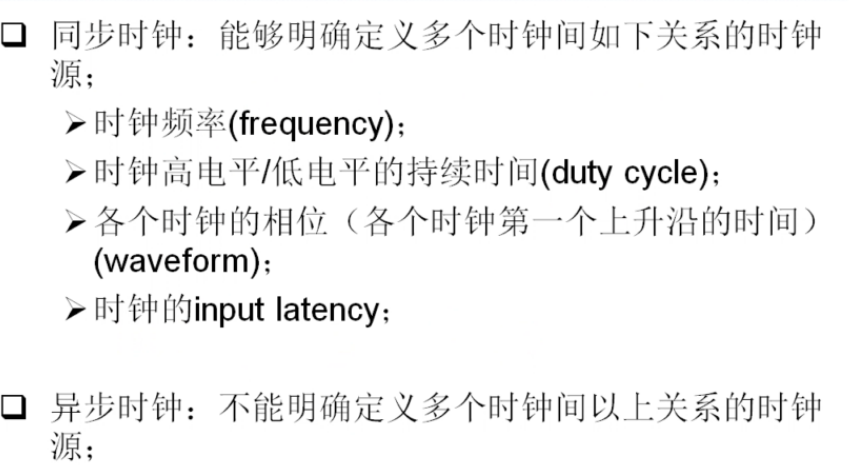 ❑ 同步时钟：能够明确定义多个时钟间如下关系的时钟
源；
➢时钟频率(frequency)；
➢时钟高电平/低电平的持续时间(duty cycle)；
➢各个时钟的相位（各个时钟第一个上升沿的时间）
(waveform)；
➢时钟的input latency；
❑ 异步时钟：不能明确定义多个时钟间以上关系的时钟
源；